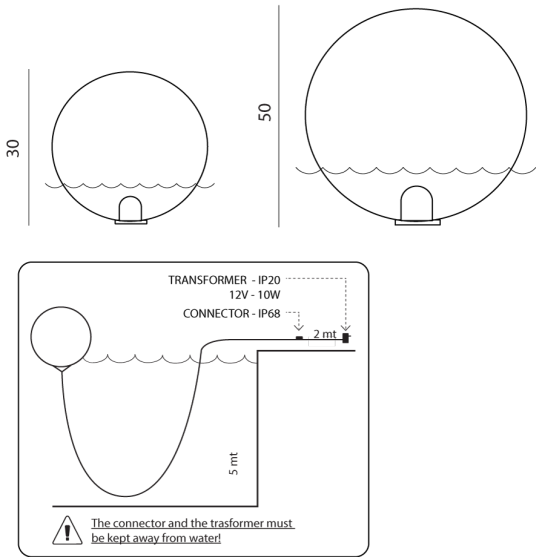 30
50
TRANSFORMER - IP20
12V - 10W
CONNECTOR - IP68
2 mt
5 mt
The connector and the trasformer must
be kept away from water!